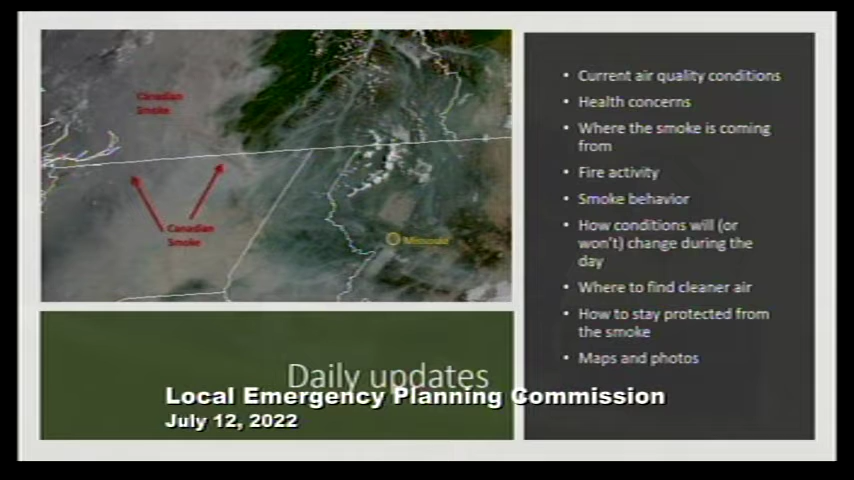 Canadian
Smoke
Canadian
Smoke
Missoula
Daily updates
• Current air quality conditions
• Health concerns
• Where the smoke is coming
from
• Fire activity
• Smoke behavior
• How conditions will (or
won't) change during the
day
• Where to find cleaner air
• How to stay protected from
the smoke
• Maps and photos
Local Emergency Planning Commission
July 12, 2022